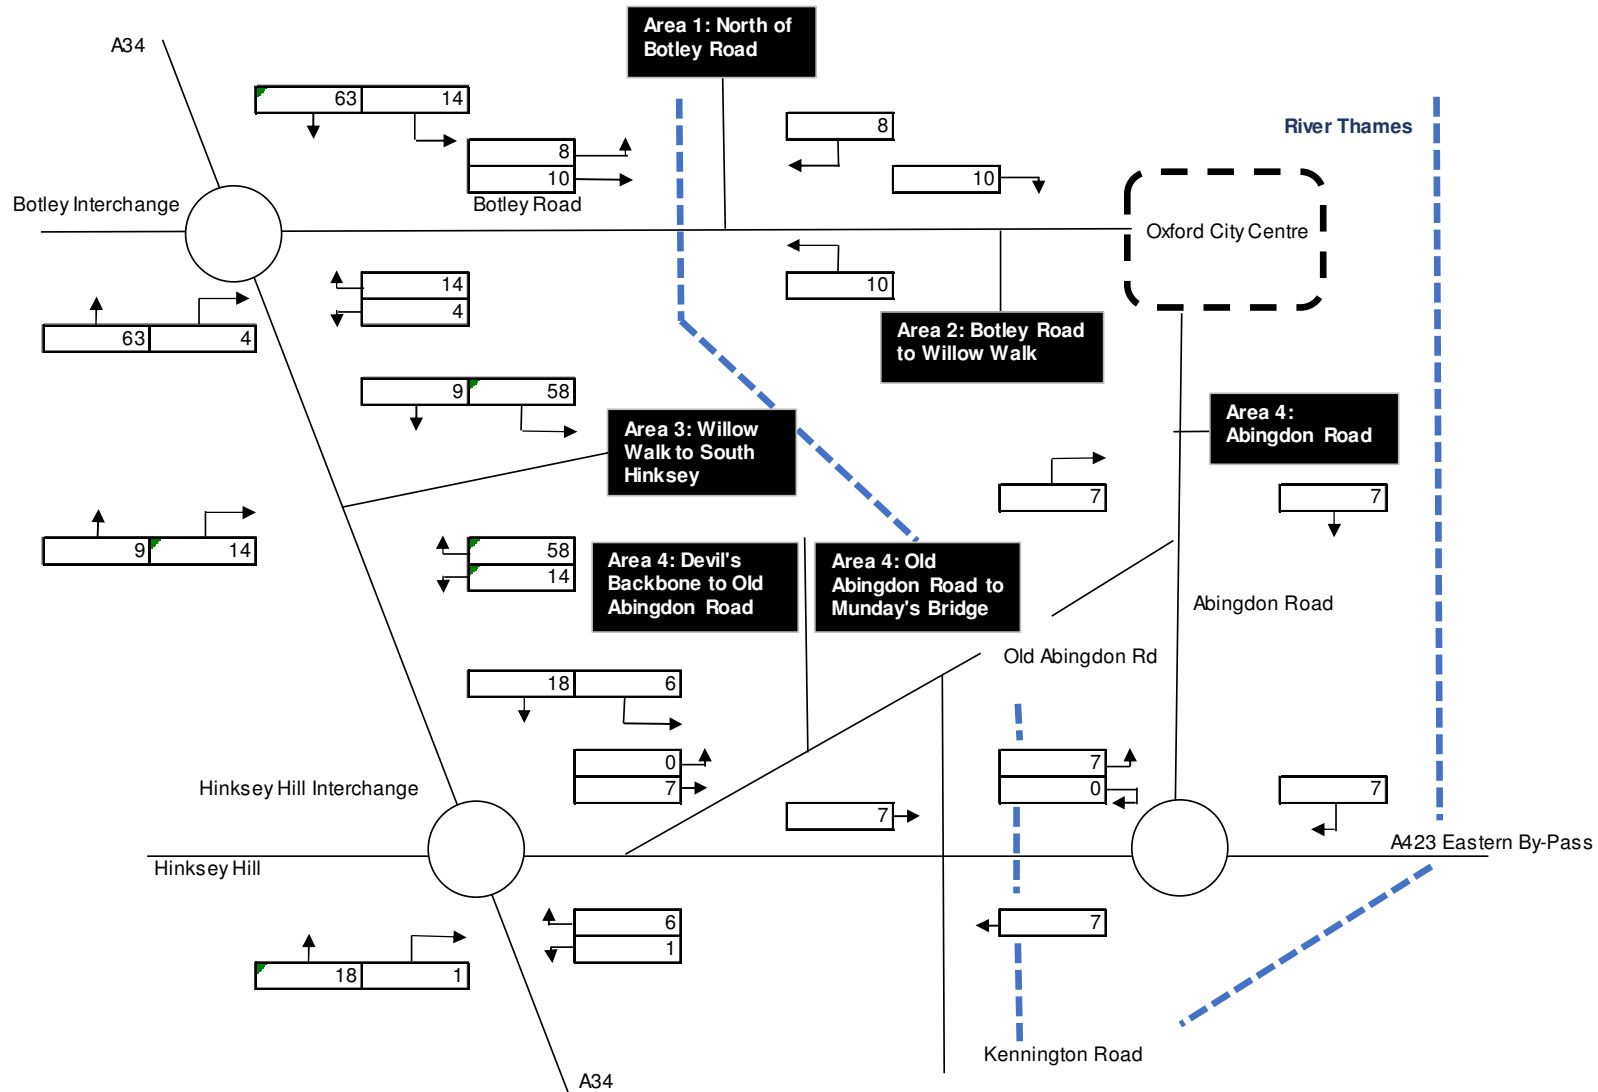 Area 1: North of
Botley Road
A34
63 14
8
River Thames
8
10
10
Botley Interchange
Botley Road
Oxford City Centre
14
10
4
63 4
Area 2: Botley Road
to Willow Walk
9 58
Area 3: Willow
Walk to South
Hinksey
Area 4:
Abingdon Road
7
7
9 14
58
14
Area 4: Devil's
Backbone to Old
Abingdon Road
Area 4: Old
Abingdon Road to
Munday's Bridge
Abingdon Road
Old Abingdon Rd
18 6
0
7
7
0
Hinksey Hill Interchange
7
7
A423 Eastern By-Pass
Hinksey Hill
6
1
7
18 1
Kennington Road
A34